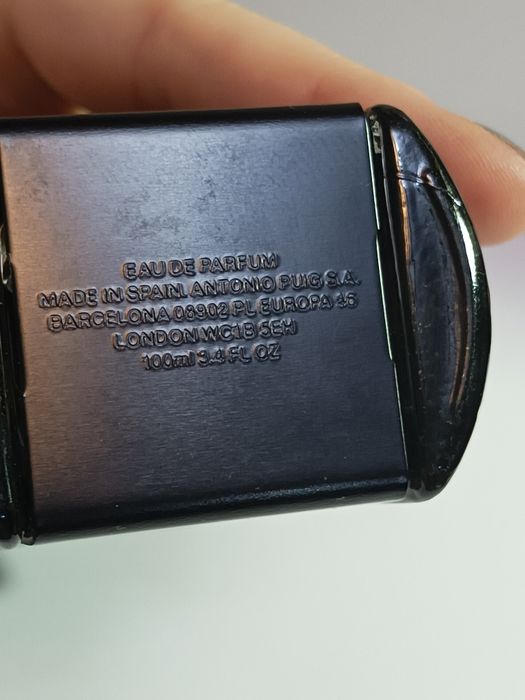 EAU DE PARFUM
MADE IN SPAIN. ANTONIO PUIG S.A.
BARCELONA 08902 PL EUROPA 46
LONDON WC1B 5EH
100ml 3.4 FL OZ